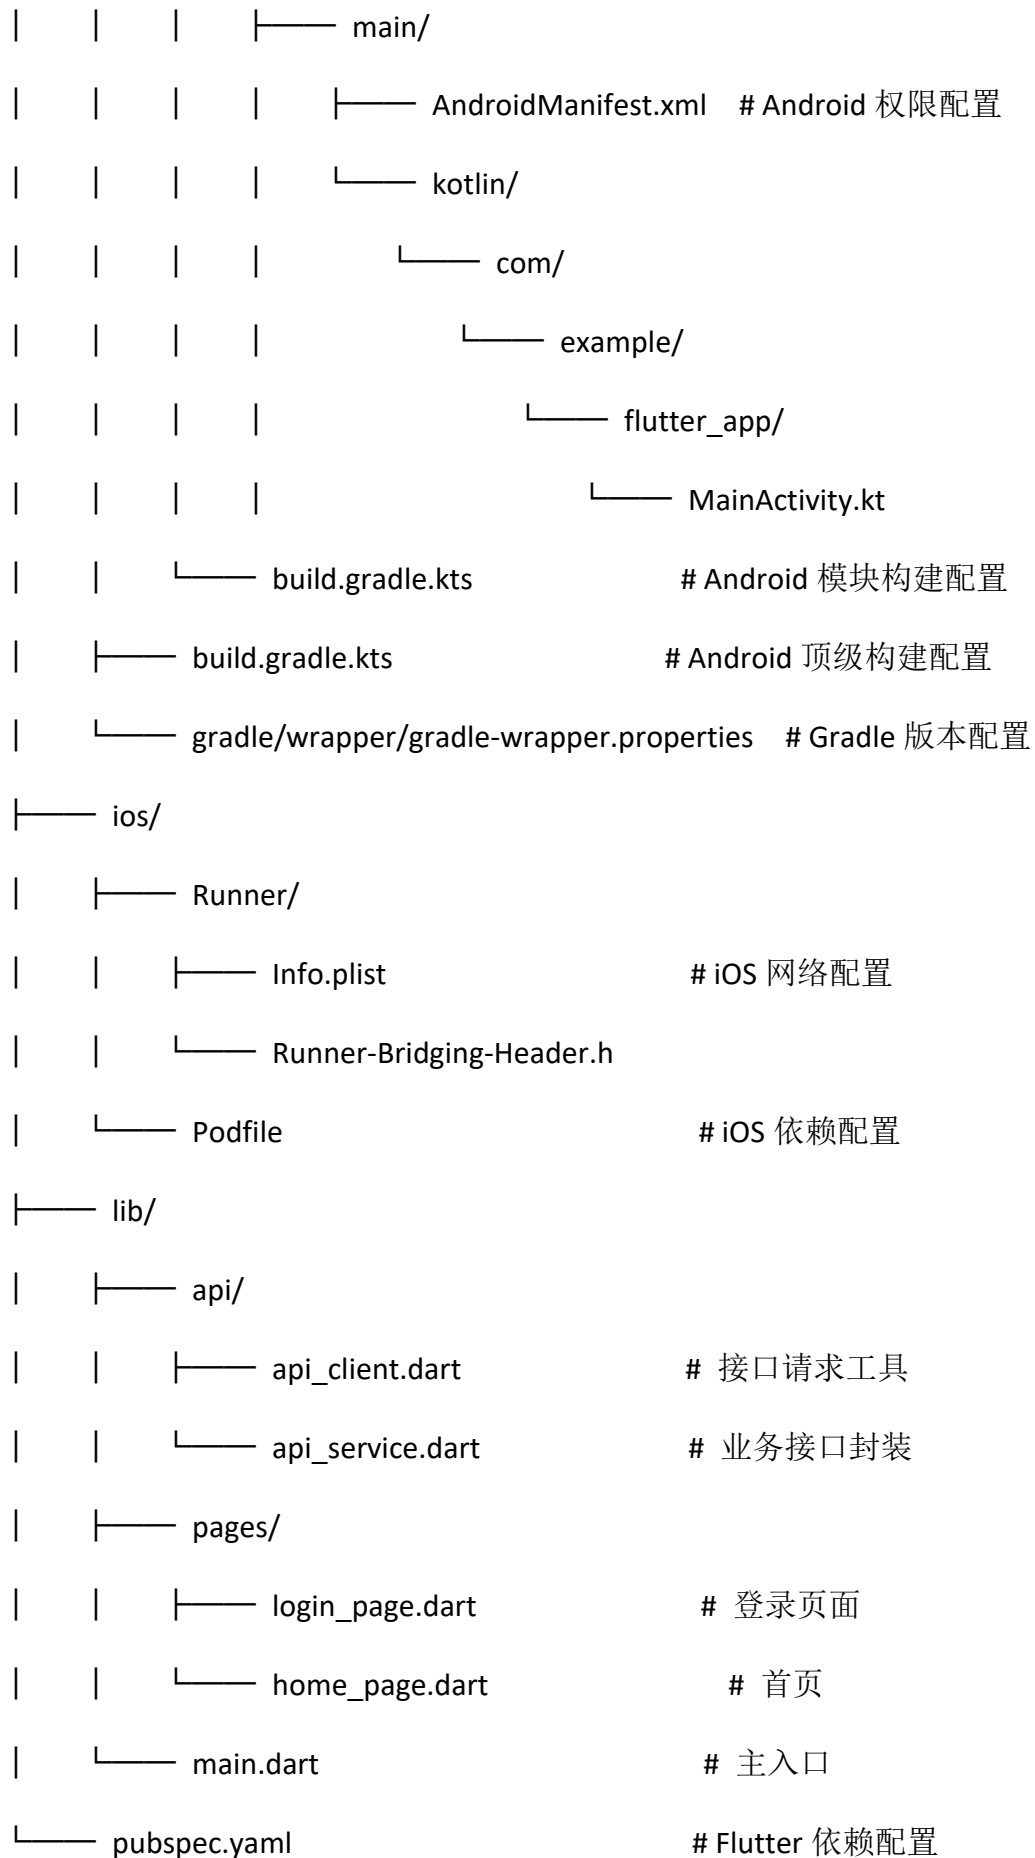 │ │ │ ├── main/
│ │ │ │ ├── AndroidManifest.xml # Android 权限配置
│ │ │ │ └── kotlin/
│ │ │ │ └── com/
│ │ │ │ └── example/
│ │ │ │ └── flutter_app/
│ │ │ │ └── MainActivity.kt
│ │ └── build.gradle.kts # Android 模块构建配置
│ ├── build.gradle.kts # Android 顶级构建配置
│ └── gradle/wrapper/gradle-wrapper.properties # Gradle 版本配置
├── ios/
│ ├── Runner/
│ │ ├── Info.plist # iOS 网络配置
│ │ └── Runner-Bridging-Header.h
│ └── Podfile # iOS 依赖配置
├── lib/
│ ├── api/
│ │ ├── api_client.dart # 接口请求工具
│ │ └── api_service.dart # 业务接口封装
│ ├── pages/
│ │ ├── login_page.dart # 登录页面
│ │ └── home_page.dart # 首页
│ └── main.dart # 主入口
└── pubspec.yaml # Flutter 依赖配置